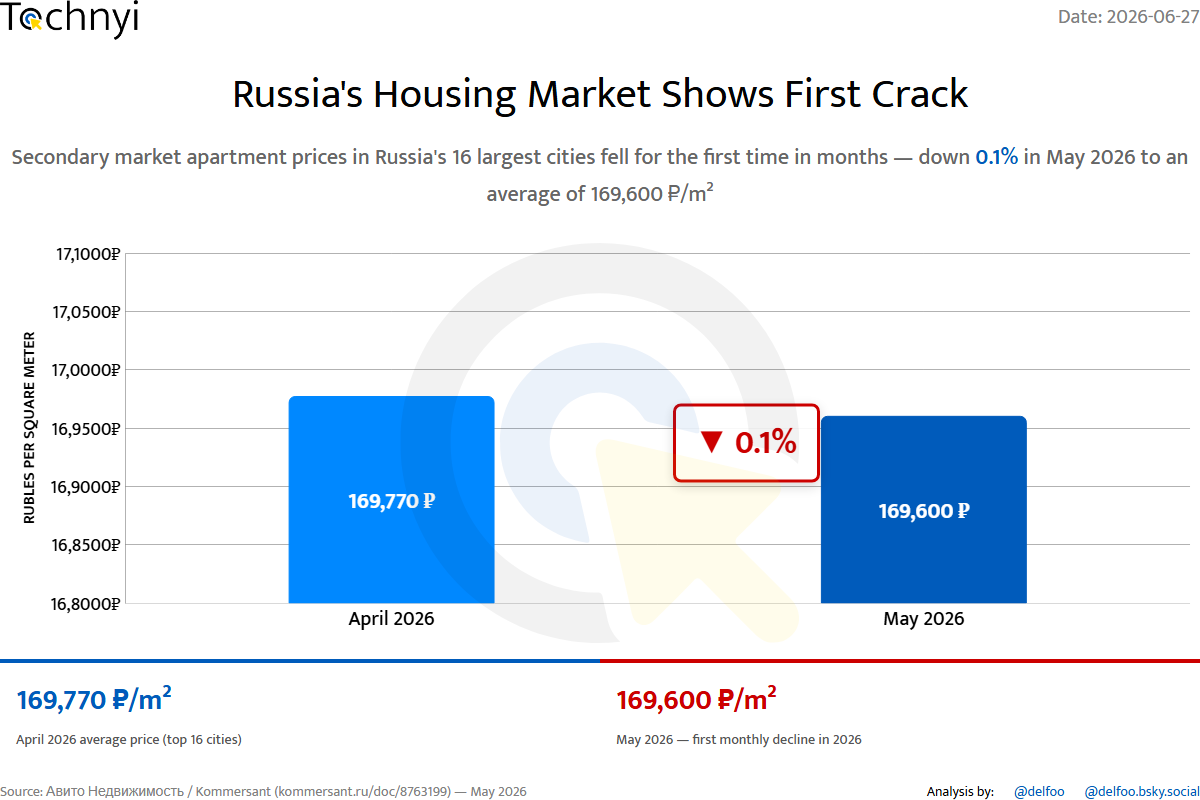 Technyi
Date: 2026-06-27
Russia's Housing Market Shows First Crack
Secondary market apartment prices in Russia's 16 largest cities fell for the first time in months — down 0.1% in May 2026 to an
average of 169,600 ₽/m²
RUBLES PER SQUARE METER
17,1000₽
17,0500₽
17,0000₽
16,9500₽
16,9000₽
16,8500₽
16,8000₽
169,770 ₽
▼ 0.1%
169,600 ₽
April 2026
May 2026
169,770 ₽/m²
April 2026 average price (top 16 cities)
169,600 ₽/m²
May 2026 — first monthly decline in 2026
Source: Авито Недвижимость / Kommersant (kommersant.ru/doc/8763199) — May 2026
Analysis by: @delfoo @delfoo.bsky.social